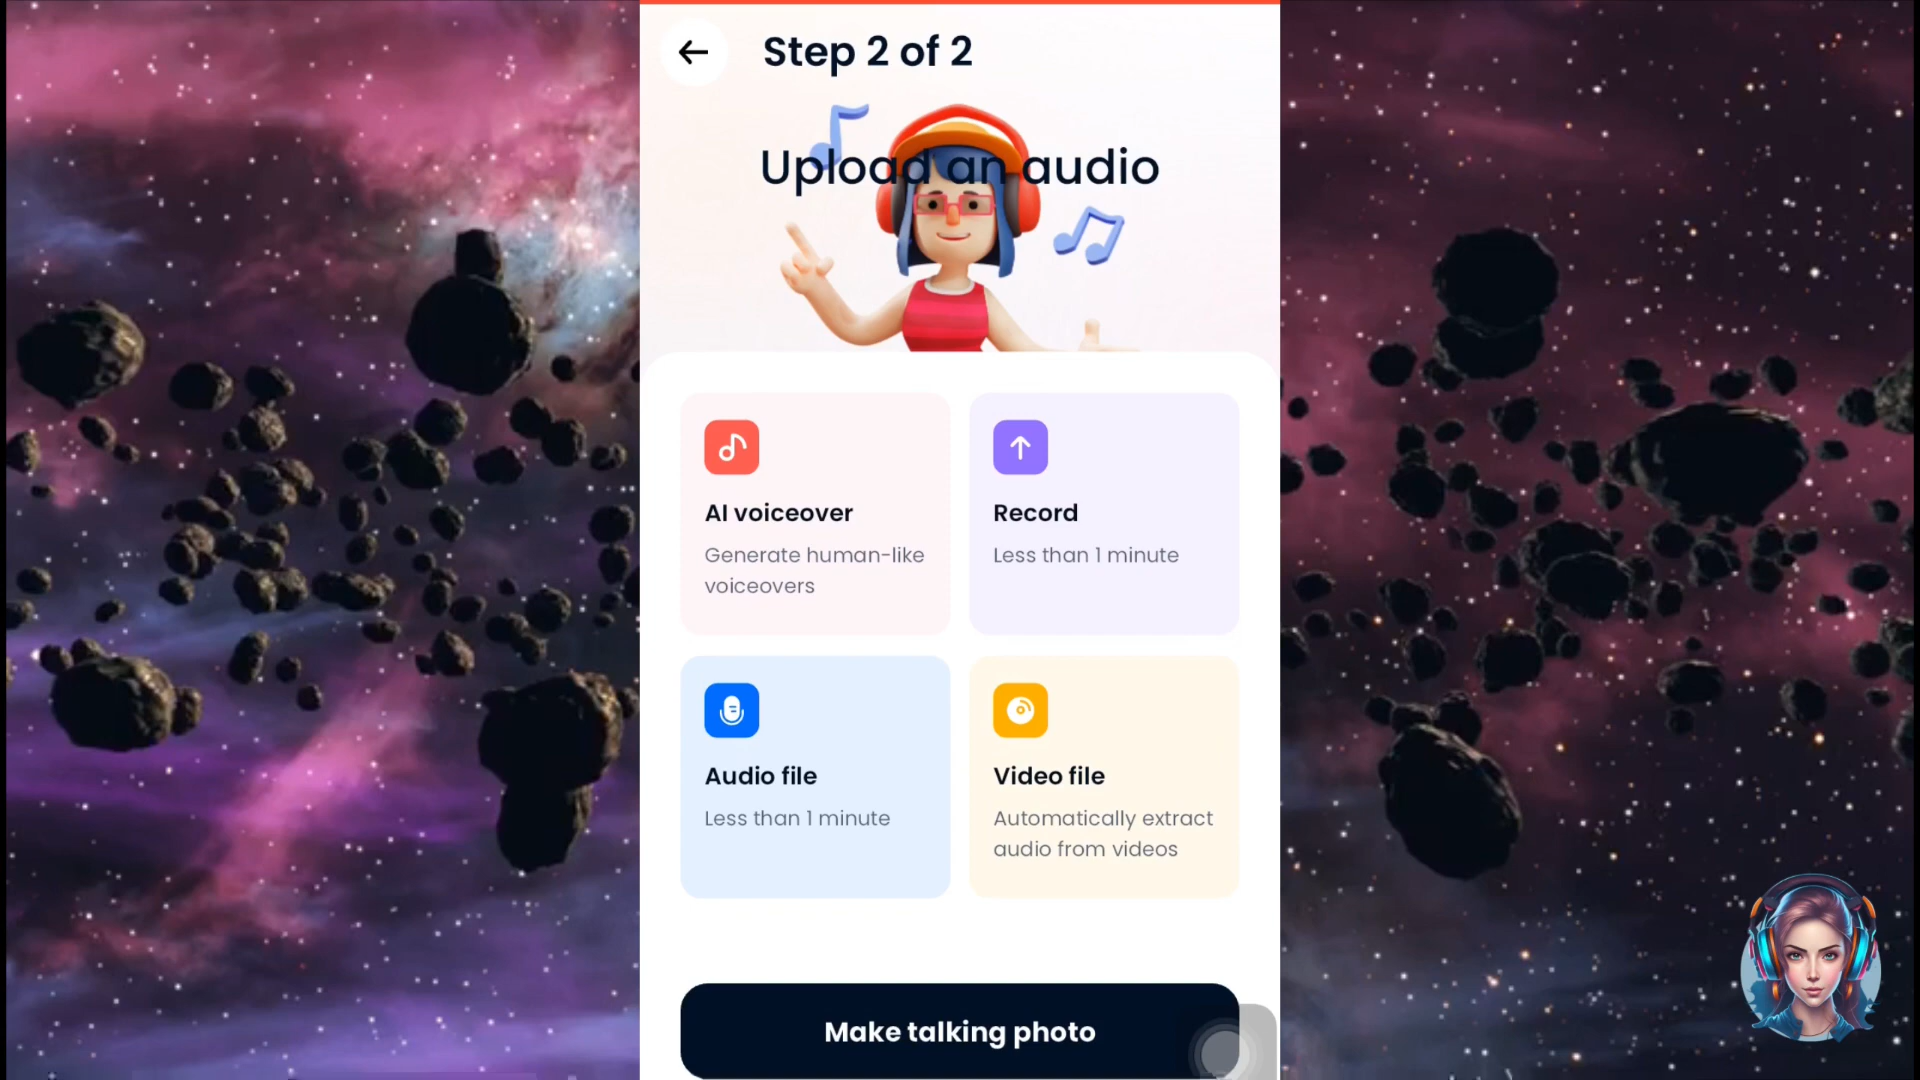 Step 2 of 2
Upload an audio
AI voiceover
Generate human-like
voiceovers
Record
Less than 1 minute
Audio file
Less than 1 minute
Video file
Automatically extract
audio from videos
Make talking photo